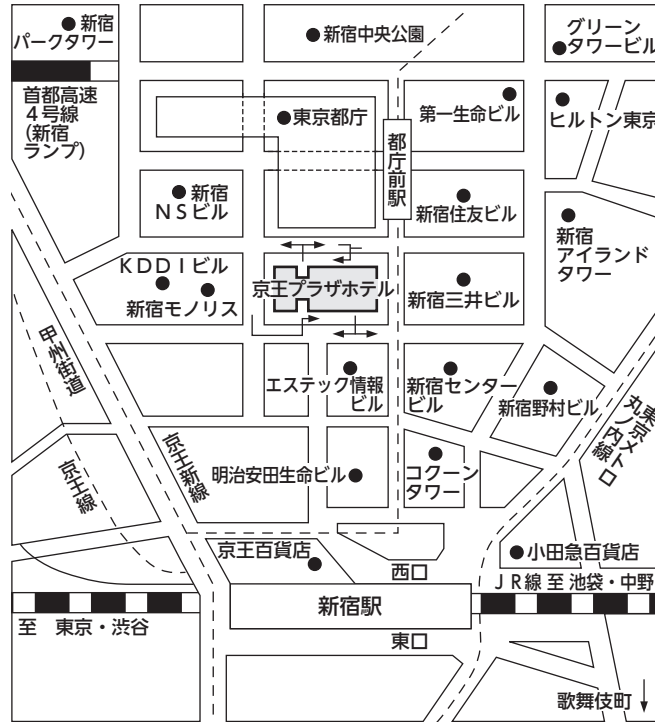 新宿
パークタワー
新宿中央公園
グリーン
タワービル
首都高速
4号線
(新宿
ランプ)
東京都庁
第一生命ビル
ヒルトン東京
都庁前駅
新宿
NSビル
新宿住友ビル
新宿
アイランド
タワー
KDDIビル
新宿モノリス
京王プラザホテル
新宿三井ビル
甲州街道
エステック情報
ビル
新宿センター
ビル
新宿野村ビル
東京メトロ
丸ノ内線
京王線
京王新線
明治安田生命ビル
コクーン
タワー
京王百貨店
西口
小田急百貨店
JR線 至 池袋・中野
新宿駅
至 東京・渋谷
東口
歌舞伎町